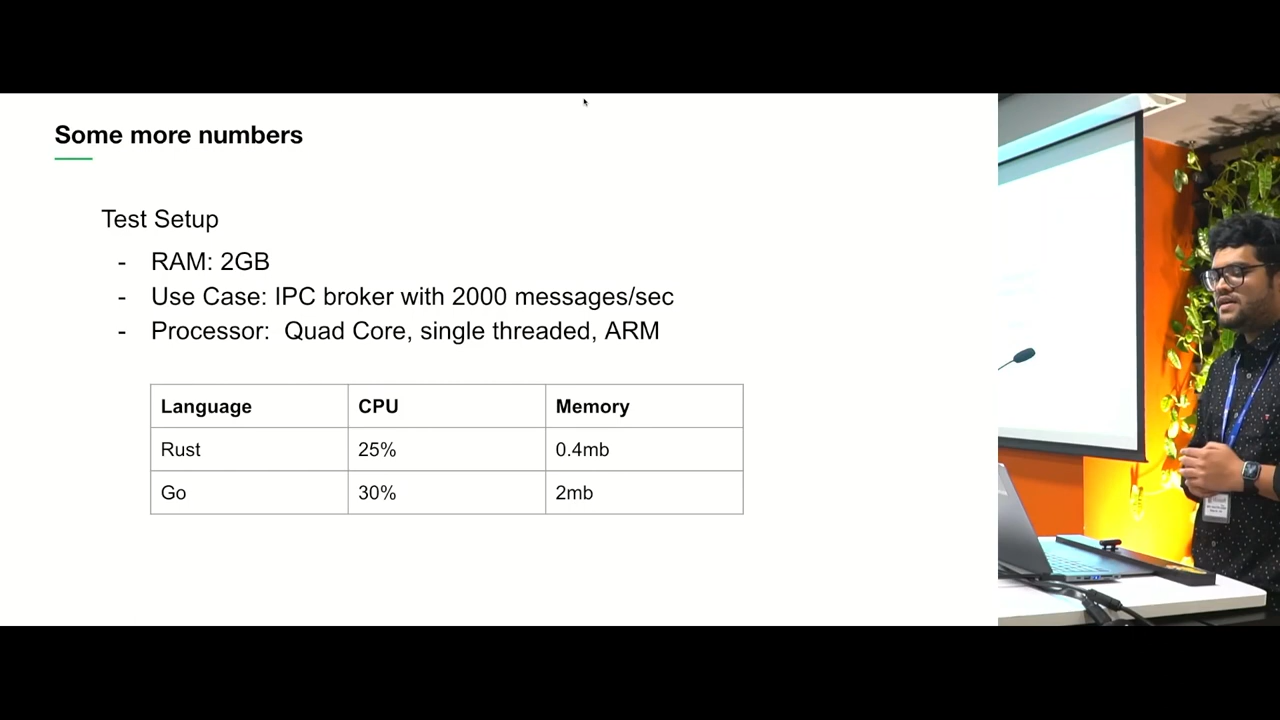 Some more numbers
Test Setup
- RAM: 2GB
- Use Case: IPC broker with 2000 messages/sec
- Processor:  Quad Core, single threaded, ARM
Language CPU Memory
Rust 25% 0.4mb
Go 30% 2mb